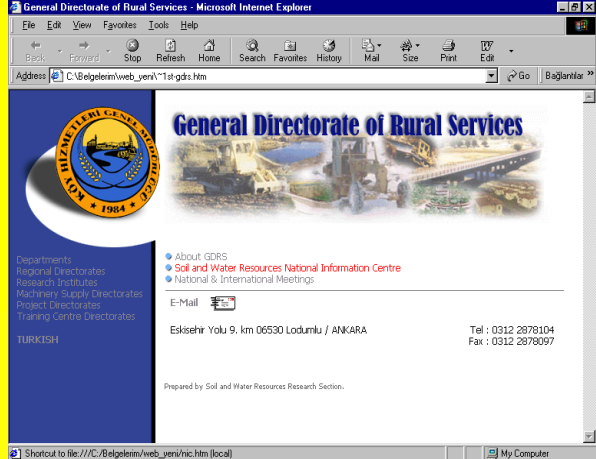 General Directorate of Rural Services - Microsoft Internet Explorer
File Edit View Favorites Tools Help
Back Forward Stop Refresh Home Search Favorites History Mail Size Print Edit
Address C:\Belgelerim\web_yeni\~1st-gdrs.htm Go Bağlantılar »
KÖY HİZMETLERİ GENEL MÜDÜRLÜĞÜ
* 1984 *
General Directorate of Rural Services
Departments
Regional Directorates
Research Institutes
Machinery Supply Directorates
Project Directorates
Training Centre Directorates
TURKISH
About GDRS
Soil and Water Resources National Information Centre
National & International Meetings
E-Mail
Eskisehir Yolu 9. km 06530 Lodumlu / ANKARA Tel : 0312 2878104
Fax : 0312 2878097
Prepared by Soil and Water Resources Research Section.
Shortcut to file:///C:/Belgelerim/web_yeni/nic.htm (local) My Computer